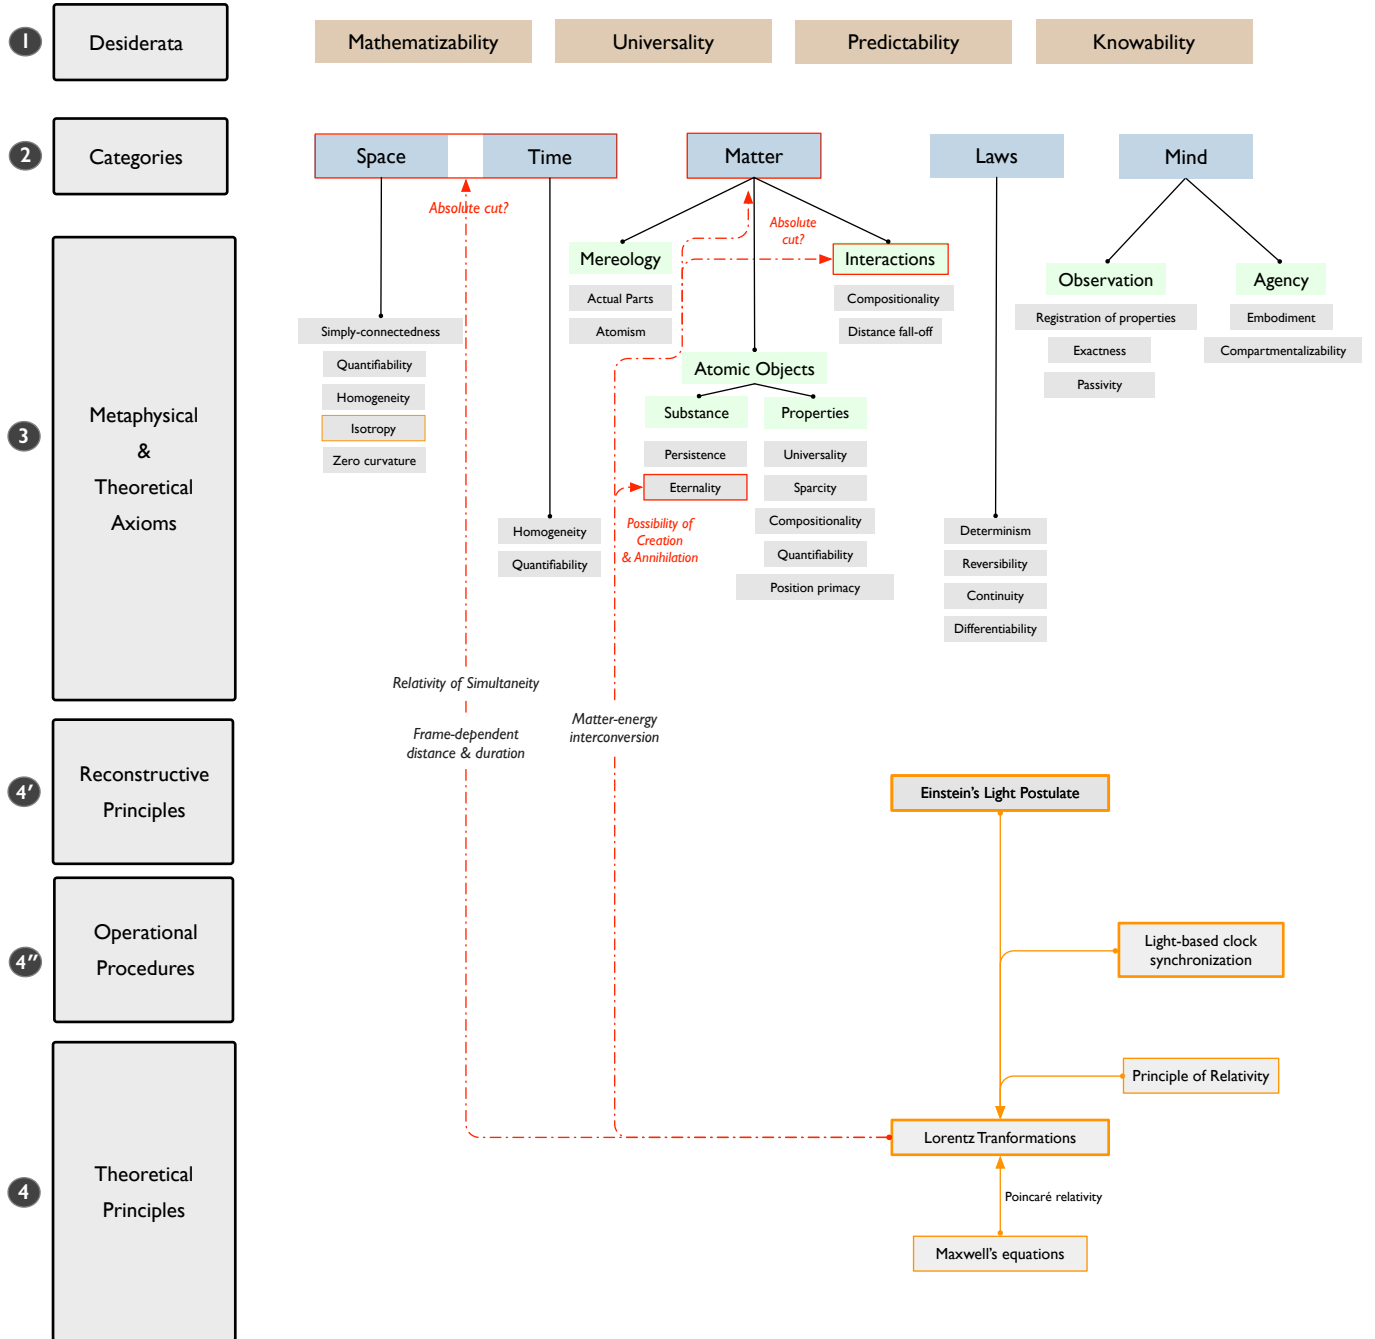 1
Desiderata
Mathematizability
Universality
Predictability
Knowability
2
Categories
Space
Time
Matter
Laws
Mind
Absolute cut?
Absolute
cut?
3
Metaphysical
&
Theoretical
Axioms
Simply-connectedness
Quantifiability
Homogeneity
Isotropy
Zero curvature
Homogeneity
Quantifiability
Mereology
Actual Parts
Atomism
Interactions
Compositionality
Distance fall-off
Atomic Objects
Substance
Persistence
Eternality
Possibility of
Creation
& Annihilation
Properties
Universality
Sparcity
Compositionality
Quantifiability
Position primacy
Determinism
Reversibility
Continuity
Differentiability
Observation
Registration of properties
Exactness
Passivity
Agency
Embodiment
Compartmentalizability
Relativity of Simultaneity
Frame-dependent
distance & duration
Matter-energy
interconversion
4′
Reconstructive
Principles
Einstein's Light Postulate
4″
Operational
Procedures
Light-based clock
synchronization
4
Theoretical
Principles
Principle of Relativity
Lorentz Tranformations
Poincaré relativity
Maxwell's equations